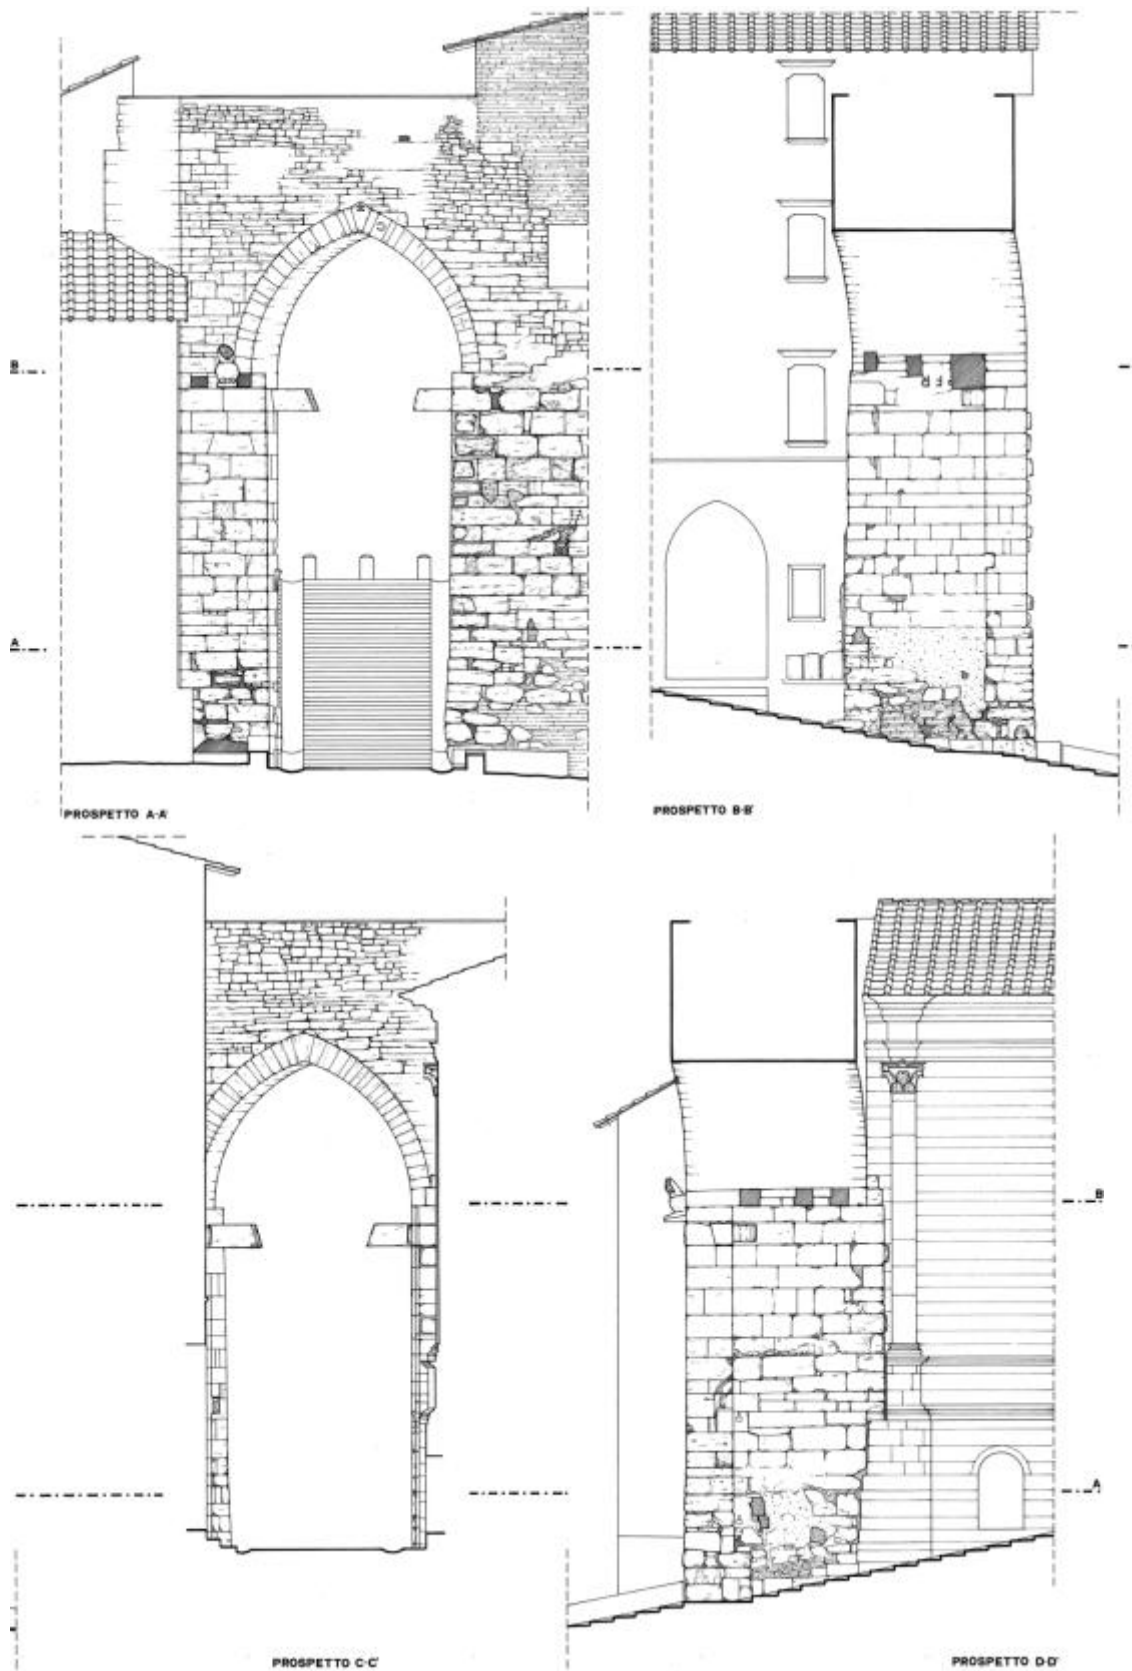 B
A
PROSPETTO A-A'
PROSPETTO B-B'
B
A
PROSPETTO C-C'
PROSPETTO D-D'